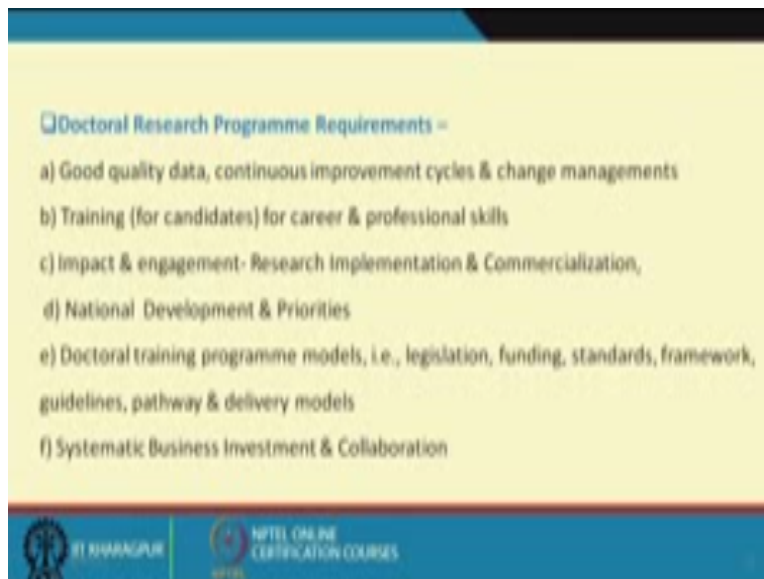 ❑Doctoral Research Programme Requirements –
a) Good quality data, continuous improvement cycles & change managements
b) Training (for candidates) for career & professional skills
c) Impact & engagement- Research Implementation & Commercialization,
d) National Development & Priorities
e) Doctoral training programme models, i.e., legislation, funding, standards, framework,
guidelines, pathway & delivery models
f) Systematic Business Investment & Collaboration
IIT KHARAGPUR
NPTEL ONLINE
CERTIFICATION COURSES
NPTEL